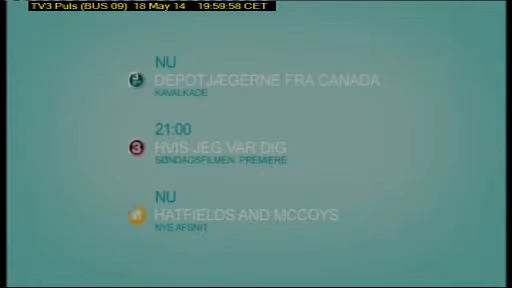 TV3 Puls (BUS 09) 18 May 14 19:59:58 CET
NU
DEPOTJÆGERNE FRA CANADA
KAVALKADE
21:00
3
HVIS JEG VAR DIG
SØNDAGSFILMEN: PREMIERE
NU
HATFIELDS AND MCCOYS
NYE AFSNIT